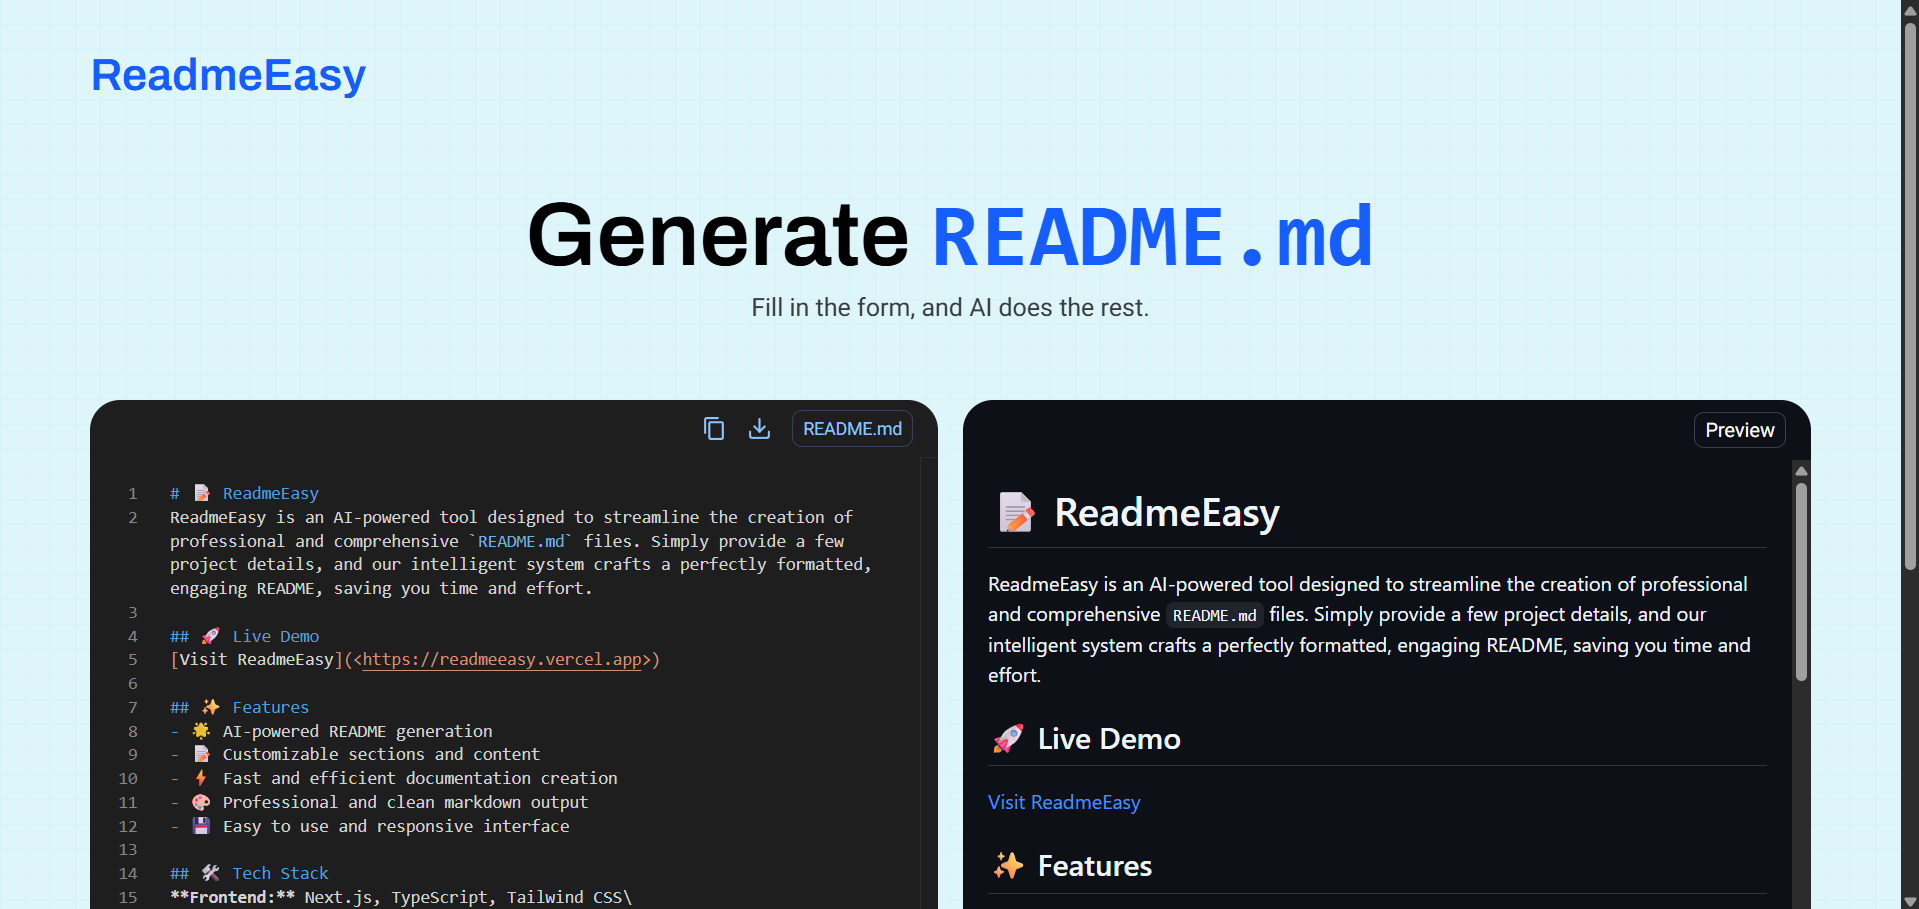 ReadmeEasy
Generate README.md
Fill in the form, and AI does the rest.
README.md
1 # 📝 ReadmeEasy
2 ReadmeEasy is an AI-powered tool designed to streamline the creation of
professional and comprehensive `README.md` files. Simply provide a few
project details, and our intelligent system crafts a perfectly formatted,
engaging README, saving you time and effort.
3
4 ## 🚀 Live Demo
5 [Visit ReadmeEasy](<https://readmeeasy.vercel.app>)
6
7 ## ✨ Features
8 - 🌟 AI-powered README generation
9 - 📝 Customizable sections and content
10 - ⚡ Fast and efficient documentation creation
11 - 🎨 Professional and clean markdown output
12 - 💾 Easy to use and responsive interface
13
14 ## 🛠️ Tech Stack
15 **Frontend:** Next.js, TypeScript, Tailwind CSS\
Preview
📝 ReadmeEasy
ReadmeEasy is an AI-powered tool designed to streamline the creation of professional
and comprehensive README.md files. Simply provide a few project details, and our
intelligent system crafts a perfectly formatted, engaging README, saving you time and
effort.
🚀 Live Demo
Visit ReadmeEasy
✨ Features